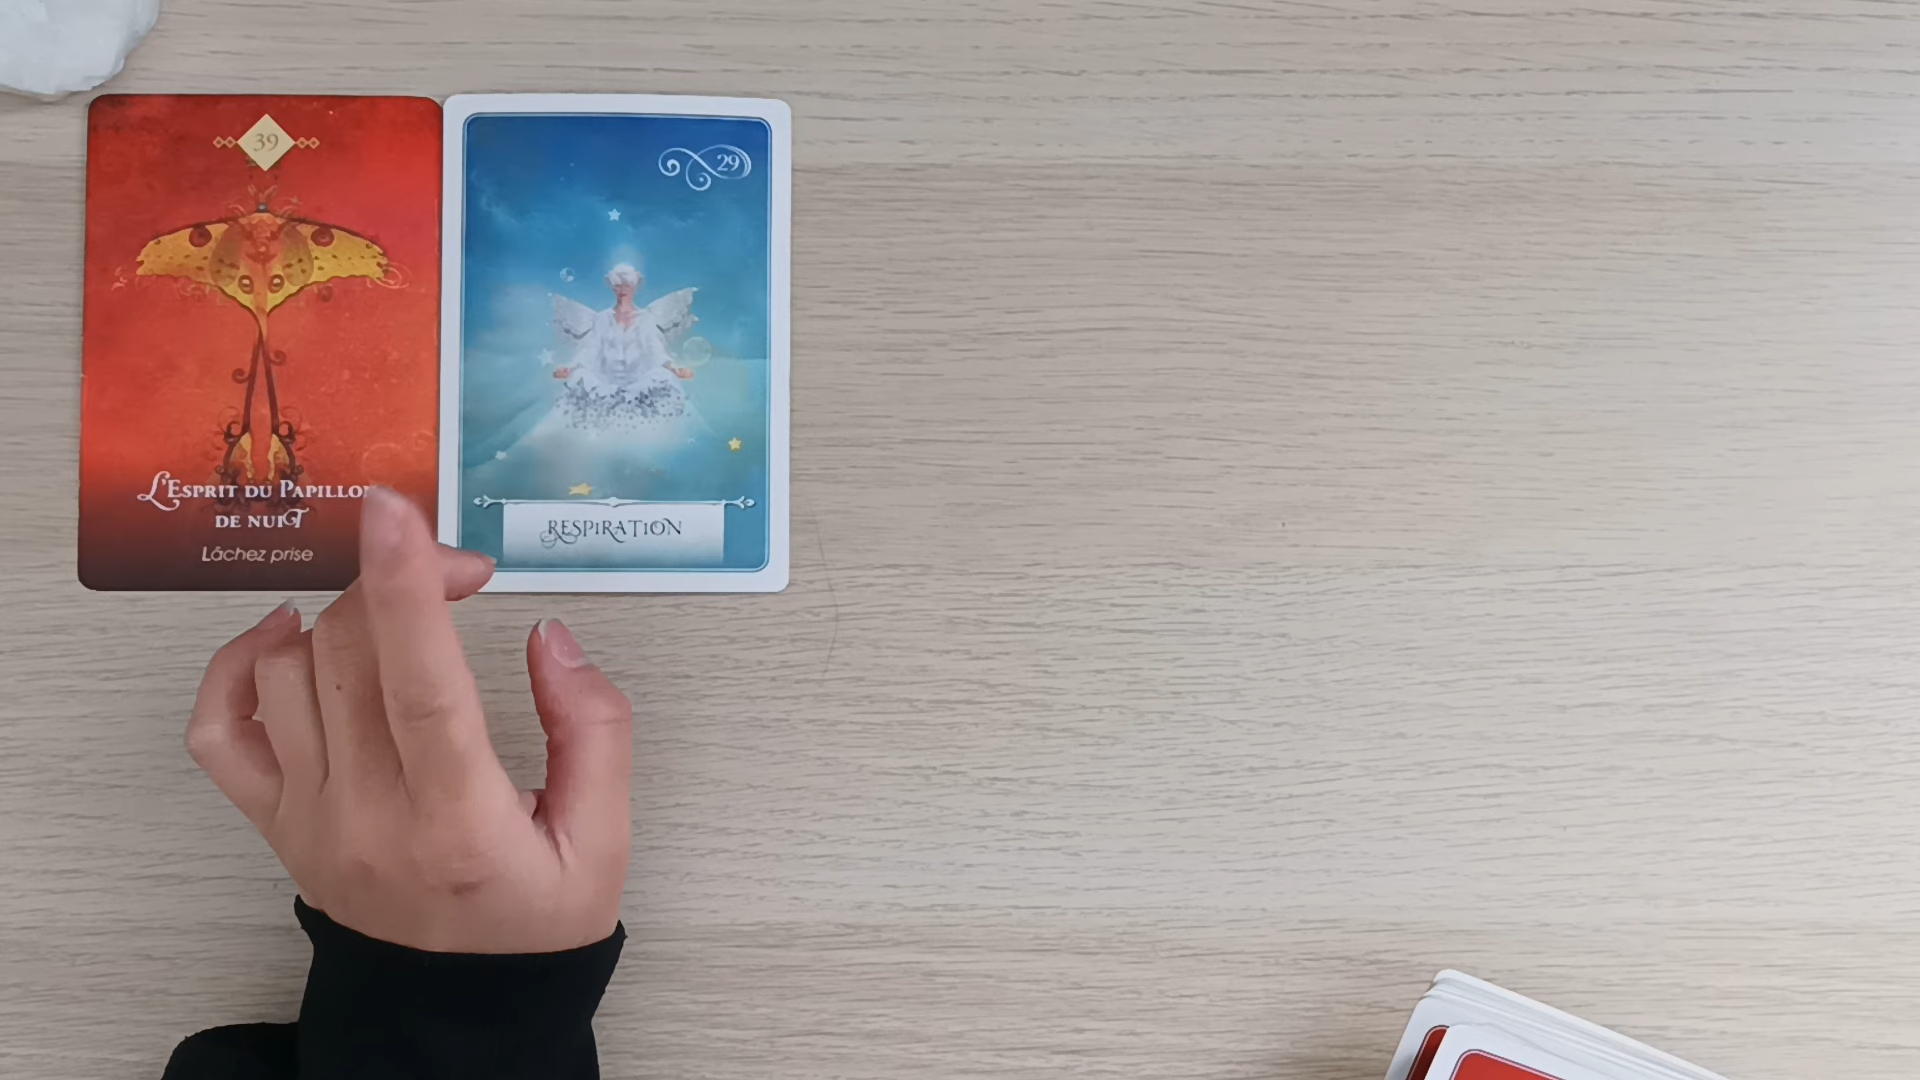 39
L'Esprit du Papillon
de nuit
Lâchez prise
29
RESPIRATION